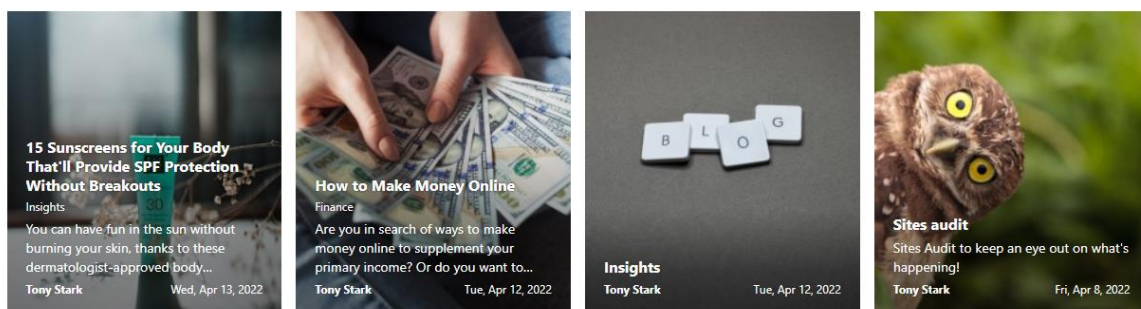 15 Sunscreens for Your Body
That'll Provide SPF Protection
Without Breakouts
30
Insights
You can have fun in the sun without
burning your skin, thanks to these
dermatologist-approved body...
Tony Stark
Wed, Apr 13, 2022
How to Make Money Online
Finance
Are you in search of ways to make
money online to supplement your
primary income? Or do you want to...
Tony Stark
Tue, Apr 12, 2022
B L O G
Insights
Tony Stark
Tue, Apr 12, 2022
Sites audit
Sites Audit to keep an eye out on what's
happening!
Tony Stark
Fri, Apr 8, 2022